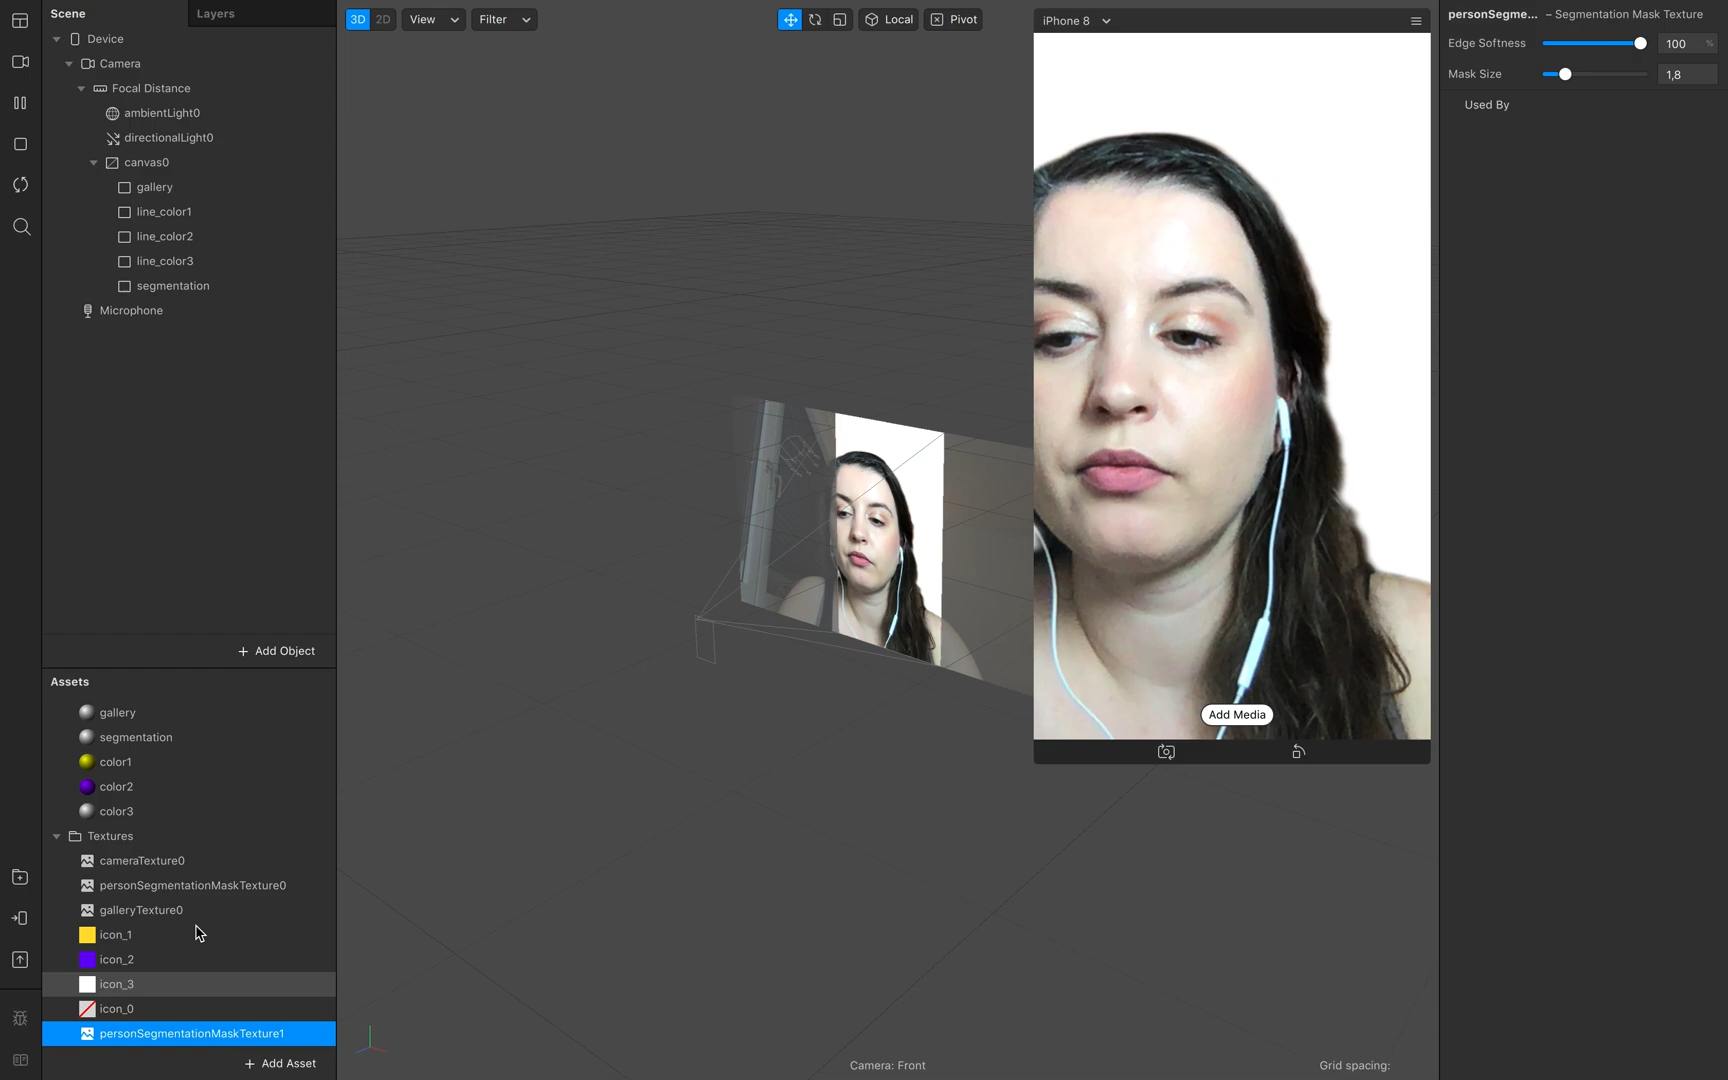 Scene
Layers
Device
Camera
Focal Distance
ambientLight0
directionalLight0
canvas0
gallery
line_color1
line_color2
line_color3
segmentation
Microphone
+ Add Object
Assets
gallery
segmentation
color1
color2
color3
Textures
cameraTexture0
personSegmentationMaskTexture0
galleryTexture0
icon_1
icon_2
icon_3
icon_0
personSegmentationMaskTexture1
+ Add Asset
3D 2D View Filter
Local Pivot
iPhone 8
Add Media
Camera: Front
Grid spacing:
personSegme... – Segmentation Mask Texture
Edge Softness 100 %
Mask Size 1,8
Used By